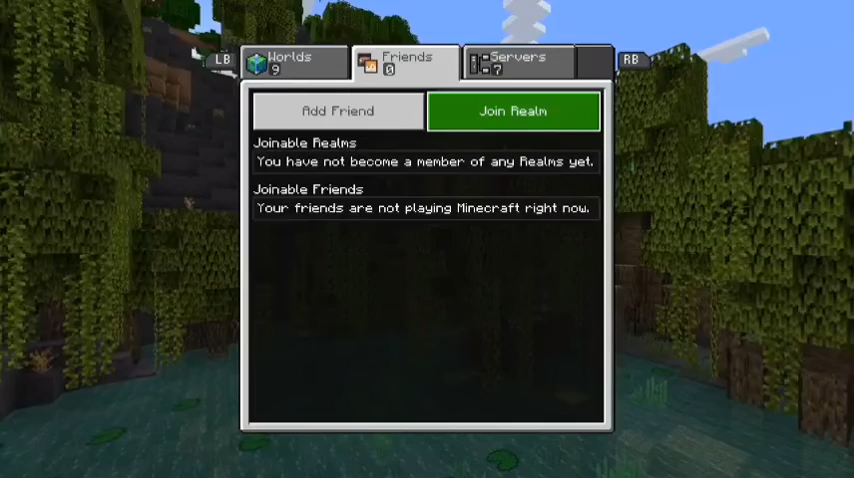 LB
Worlds
9
Friends
0
Servers
7
RB
Add Friend
Join Realm
Joinable Realms
You have not become a member of any Realms yet.
Joinable Friends
Your friends are not playing Minecraft right now.